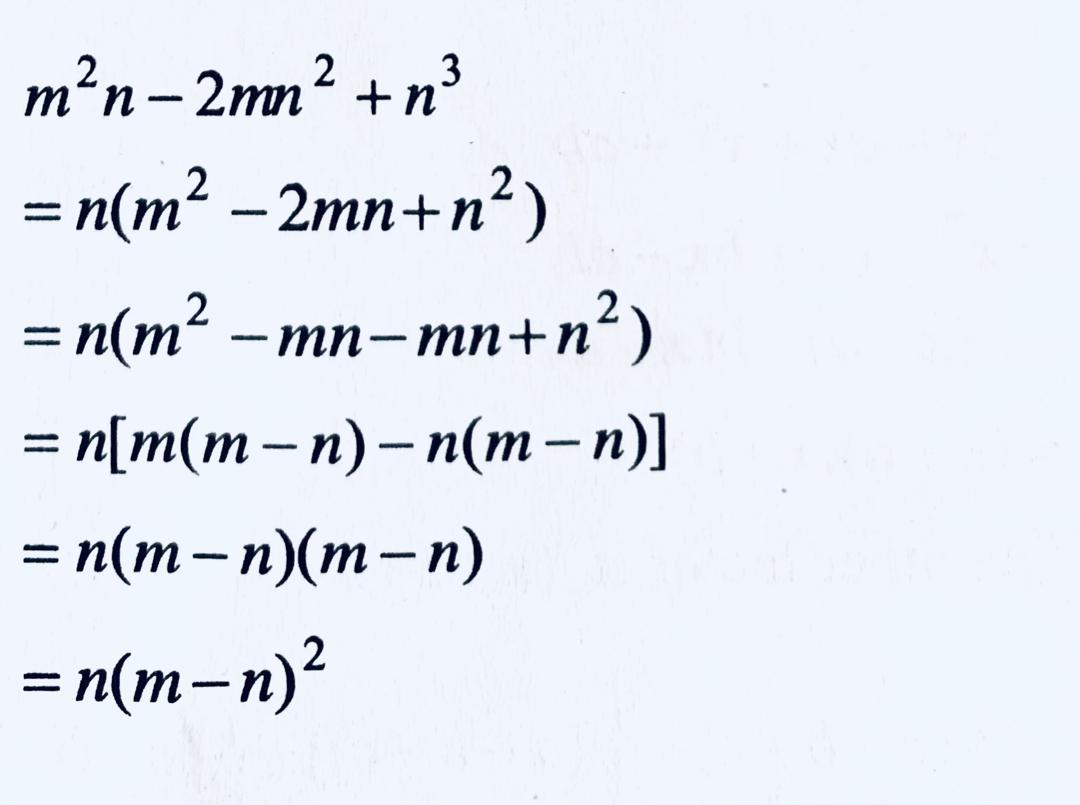 m²n − 2mn² + n³
= n(m² − 2mn + n²)
= n(m² − mn − mn + n²)
= n[m(m − n) − n(m − n)]
= n(m − n)(m − n)
= n(m − n)²